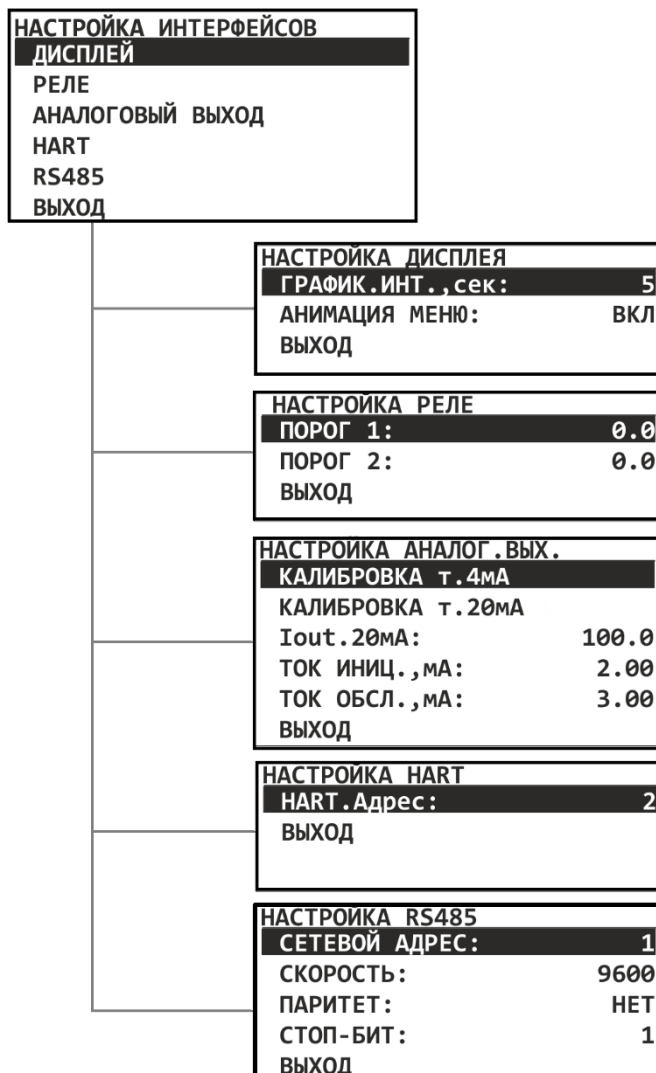 НАСТРОЙКА ИНТЕРФЕЙСОВ
ДИСПЛЕЙ
РЕЛЕ
АНАЛОГОВЫЙ ВЫХОД
HART
RS485
ВЫХОД
НАСТРОЙКА ДИСПЛЕЯ
ГРАФИК.ИНТ.,сек: 5
АНИМАЦИЯ МЕНЮ: ВКЛ
ВЫХОД
НАСТРОЙКА РЕЛЕ
ПОРОГ 1: 0.0
ПОРОГ 2: 0.0
ВЫХОД
НАСТРОЙКА АНАЛОГ.ВЫХ.
КАЛИБРОВКА т.4мА
КАЛИБРОВКА т.20мА
Iout.20мА: 100.0
ТОК ИНИЦ.,мА: 2.00
ТОК ОБСЛ.,мА: 3.00
ВЫХОД
НАСТРОЙКА HART
HART.Адрес: 2
ВЫХОД
НАСТРОЙКА RS485
СЕТЕВОЙ АДРЕС: 1
СКОРОСТЬ: 9600
ПАРИТЕТ: НЕТ
СТОП-БИТ: 1
ВЫХОД